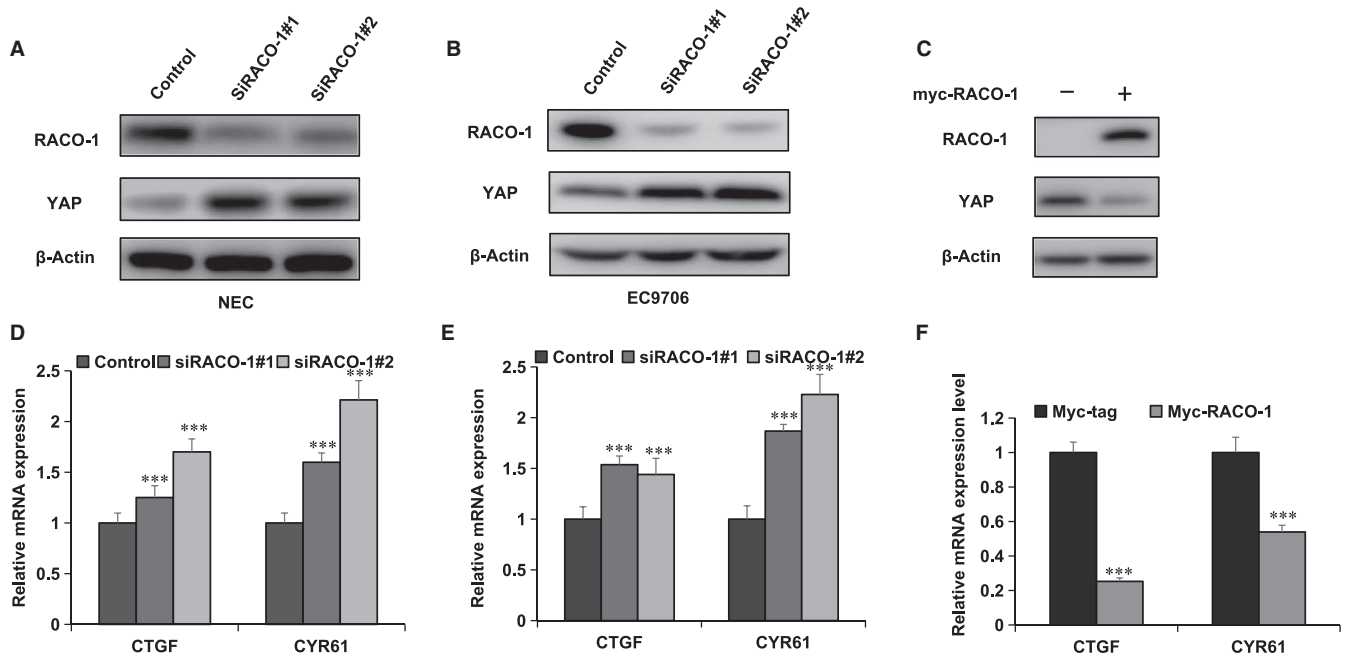 A
Control
SiRACO-1#1
SiRACO-1#2
RACO-1
YAP
β-Actin
NEC
B
Control
SiRACO-1#1
SiRACO-1#2
RACO-1
YAP
β-Actin
EC9706
C
myc-RACO-1 − +
RACO-1
YAP
β-Actin
D
Control siRACO-1#1 siRACO-1#2
Relative mRNA expression
2.5
2
1.5
1
0.5
0
***
***
***
***
CTGF CYR61
E
Control siRACO-1#1 siRACO-1#2
Relative mRNA expression
2.5
2
1.5
1
0.5
0
***
***
***
***
CTGF CYR61
F
Myc-tag Myc-RACO-1
Relative mRNA expression level
1.2
1
0.8
0.6
0.4
0.2
0
***
***
CTGF CYR61